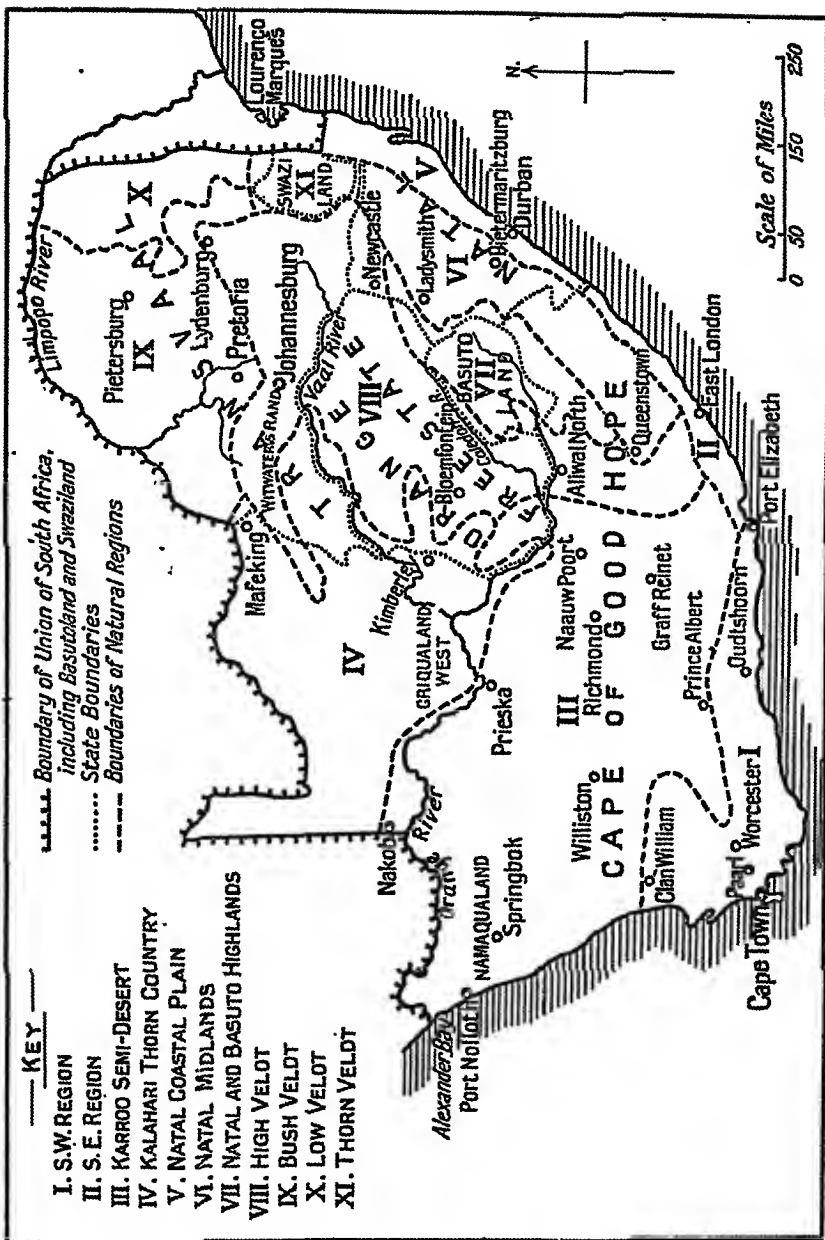 KEY
I. S.W. REGION
II. S.E. REGION
III. KARROO SEMI-DESERT
IV. KALAHARI THORN COUNTRY
V. NATAL COASTAL PLAIN
VI. NATAL MIDLANDS
VII. NATAL AND BASUTO HIGHLANDS
VIII. HIGH VELDT
IX. BUSH VELDT
X. LOW VELDT
XI. THORN VELDT
Boundary of Union of South Africa,
including Basutoland and Swaziland
State Boundaries
Boundaries of Natural Regions
Limpopo River
Pietersburg
IX
X
TRANSVAAL
Lydenburg
Pretoria
Johannesburg
WITWATERSRAND
Mafeking
Lourenço
Marques
SWAZI
XI
LAND
Vaal River
Newcastle
Ladysmith
V
VI
NATAL
Pietermaritzburg
Durban
ORANGE
VIII
FREE STATE
Bloemfontein
Caledon R.
BASUTO
VII
LAND
Kimberley
IV
GRIQUALAND
WEST
Prieska
Nakob
Orange
River
Alexander Bay
Port Nolloth
NAMAQUALAND
Springbok
Aliwal North
Queenstown
East London
II
Port Elizabeth
Naauw Poort
Richmond
III
Graff Reinet
Williston
CAPE OF GOOD HOPE
Prince Albert
Oudtshoorn
Clan William
Paarl
Worcester
I
Cape Town
N.
Scale of Miles
0 50 150 250